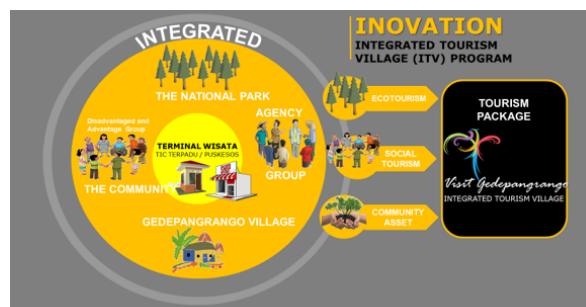 INTEGRATED
THE NATIONAL PARK
Disadvantaged and
Advantage Group
THE COMMUNITY
TERMINAL WISATA
TIC TERPADU / PUSKESOS
AGENCY
GROUP
GEDEPANGRANGO VILLAGE
INOVATION
INTEGRATED TOURISM
VILLAGE (ITV) PROGRAM
ECOTOURISM
SOCIAL
TOURISM
COMMUNITY
ASSET
TOURISM
PACKAGE
Visit Gedepangrango
INTEGRATED TOURISM VILLAGE